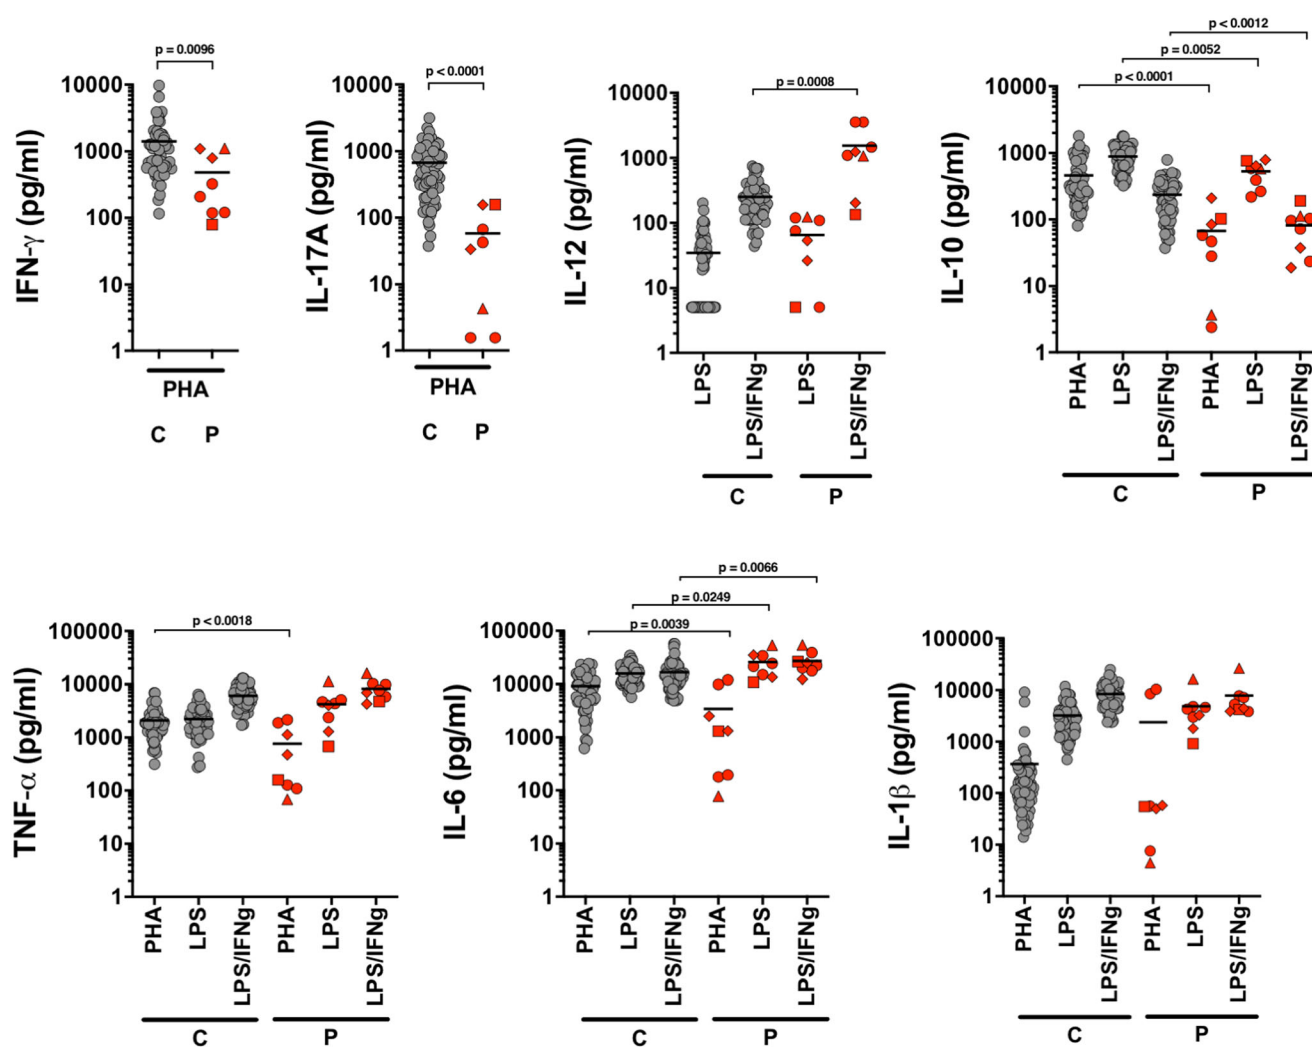 IFN-γ (pg/ml)
p = 0.0096
10000
1000
100
10
1
PHA
C P
IL-17A (pg/ml)
p < 0.0001
10000
1000
100
10
1
PHA
C P
IL-12 (pg/ml)
p = 0.0008
10000
1000
100
10
1
LPS
LPS/IFNg
LPS
LPS/IFNg
C P
IL-10 (pg/ml)
p < 0.0012
p = 0.0052
p < 0.0001
10000
1000
100
10
1
PHA
LPS
LPS/IFNg
PHA
LPS
LPS/IFNg
C P
TNF-α (pg/ml)
p < 0.0018
100000
10000
1000
100
10
1
PHA
LPS
LPS/IFNg
PHA
LPS
LPS/IFNg
C P
IL-6 (pg/ml)
p = 0.0066
p = 0.0249
p = 0.0039
100000
10000
1000
100
10
1
PHA
LPS
LPS/IFNg
PHA
LPS
LPS/IFNg
C P
IL-1β (pg/ml)
100000
10000
1000
100
10
1
PHA
LPS
LPS/IFNg
PHA
LPS
LPS/IFNg
C P